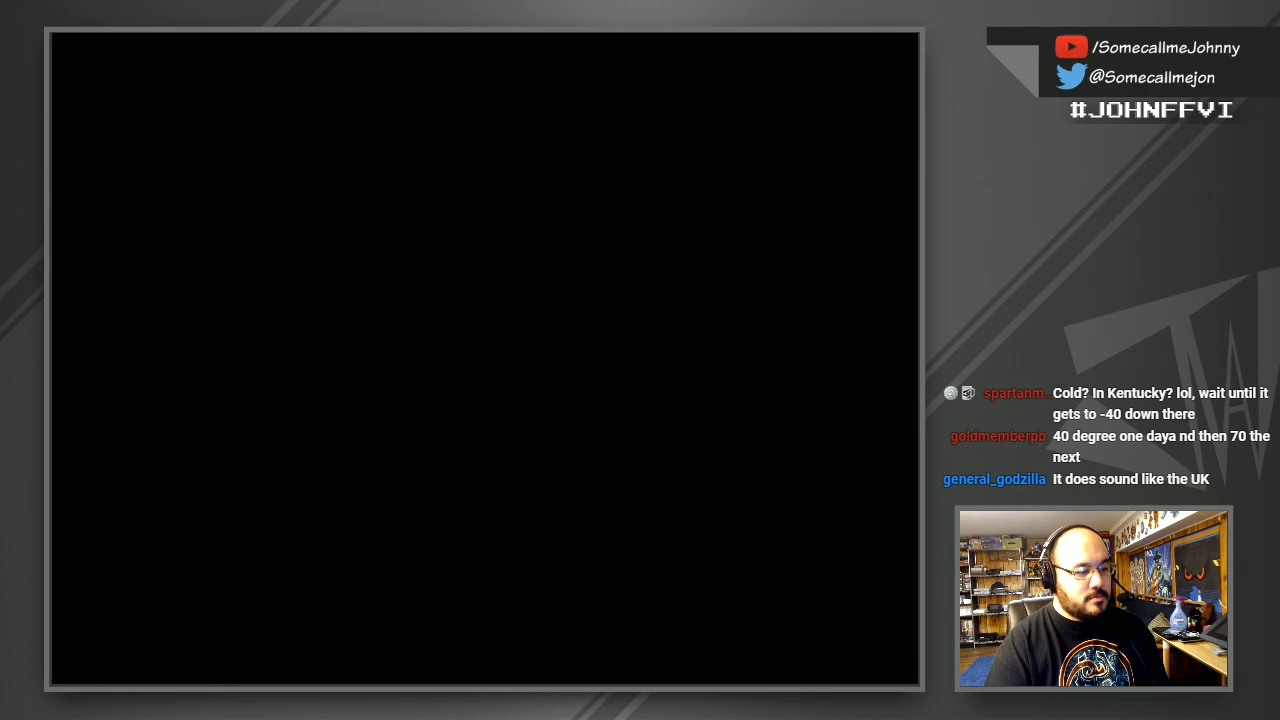 /SomecallmeJohnny
@Somecallmejon
#JOHNFFVI
spartanm... Cold? In Kentucky? lol, wait until it
gets to -40 down there
goldmemberpb 40 degree one daya nd then 70 the
next
general_godzilla It does sound like the UK